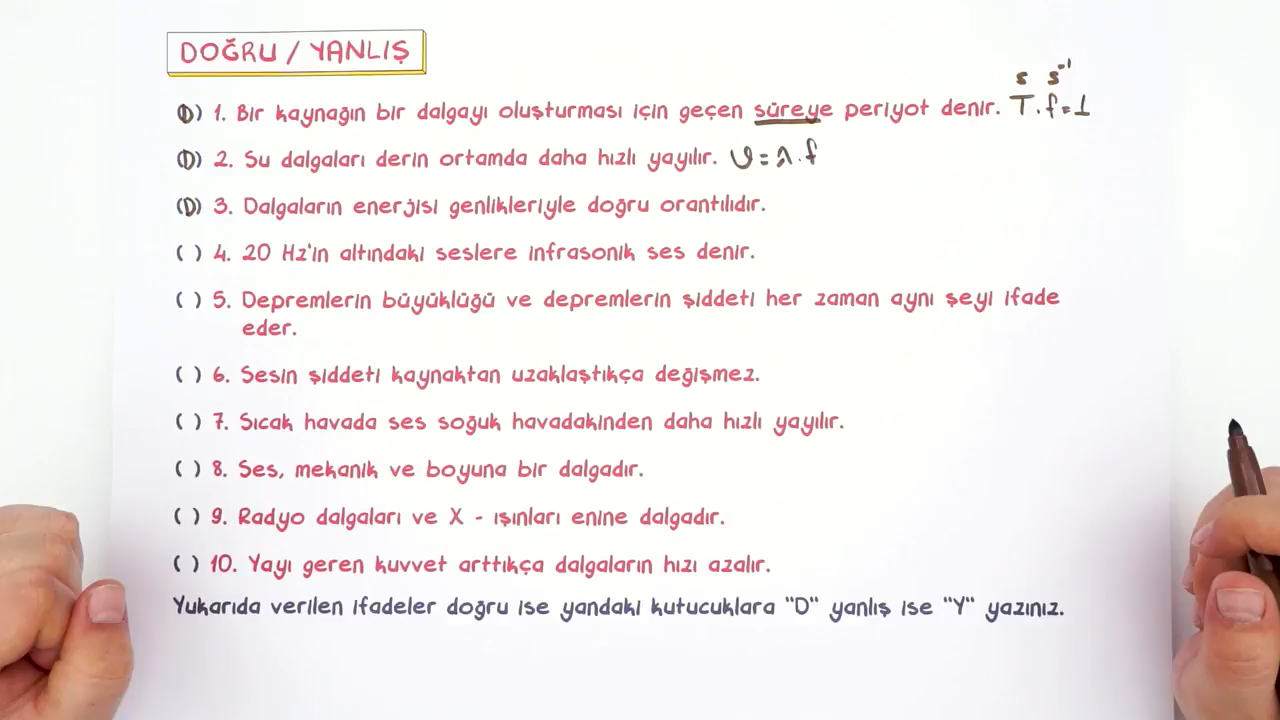 DOĞRU / YANLIŞ
s s⁻¹
(D) 1. Bir kaynağın bir dalgayı oluşturması için geçen süreye periyot denir. T.f=1
(D) 2. Su dalgaları derin ortamda daha hızlı yayılır. υ=λ.f
(D) 3. Dalgaların enerjisi genlikleriyle doğru orantılıdır.
( ) 4. 20 Hz'in altındaki seslere infrasonik ses denir.
( ) 5. Depremlerin büyüklüğü ve depremlerin şiddeti her zaman aynı şeyi ifade
eder.
( ) 6. Sesin şiddeti kaynaktan uzaklaştıkça değişmez.
( ) 7. Sıcak havada ses soğuk havadakinden daha hızlı yayılır.
( ) 8. Ses, mekanik ve boyuna bir dalgadır.
( ) 9. Radyo dalgaları ve X - ışınları enine dalgadır.
( ) 10. Yayı geren kuvvet arttıkça dalgaların hızı azalır.
Yukarıda verilen ifadeler doğru ise yandaki kutucuklara "D" yanlış ise "Y" yazınız.